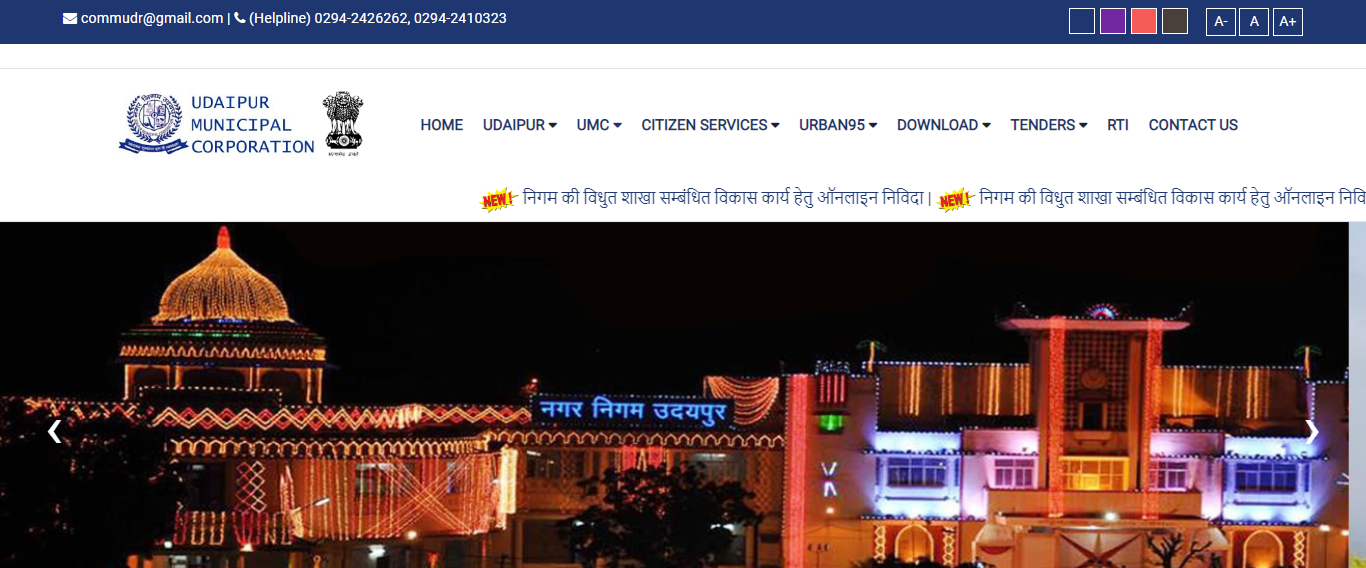 commudr@gmail.com | (Helpline) 0294-2426262, 0294-2410323
A- A A+
UDAIPUR
MUNICIPAL
CORPORATION
HOME UDAIPUR UMC CITIZEN SERVICES URBAN95 DOWNLOAD TENDERS RTI CONTACT US
NEW! निगम की विधुत शाखा सम्बंधित विकास कार्य हेतु ऑनलाइन निविदा | NEW! निगम की विधुत शाखा सम्बंधित विकास कार्य हेतु ऑनलाइन निवि
नगर निगम उदयपुर